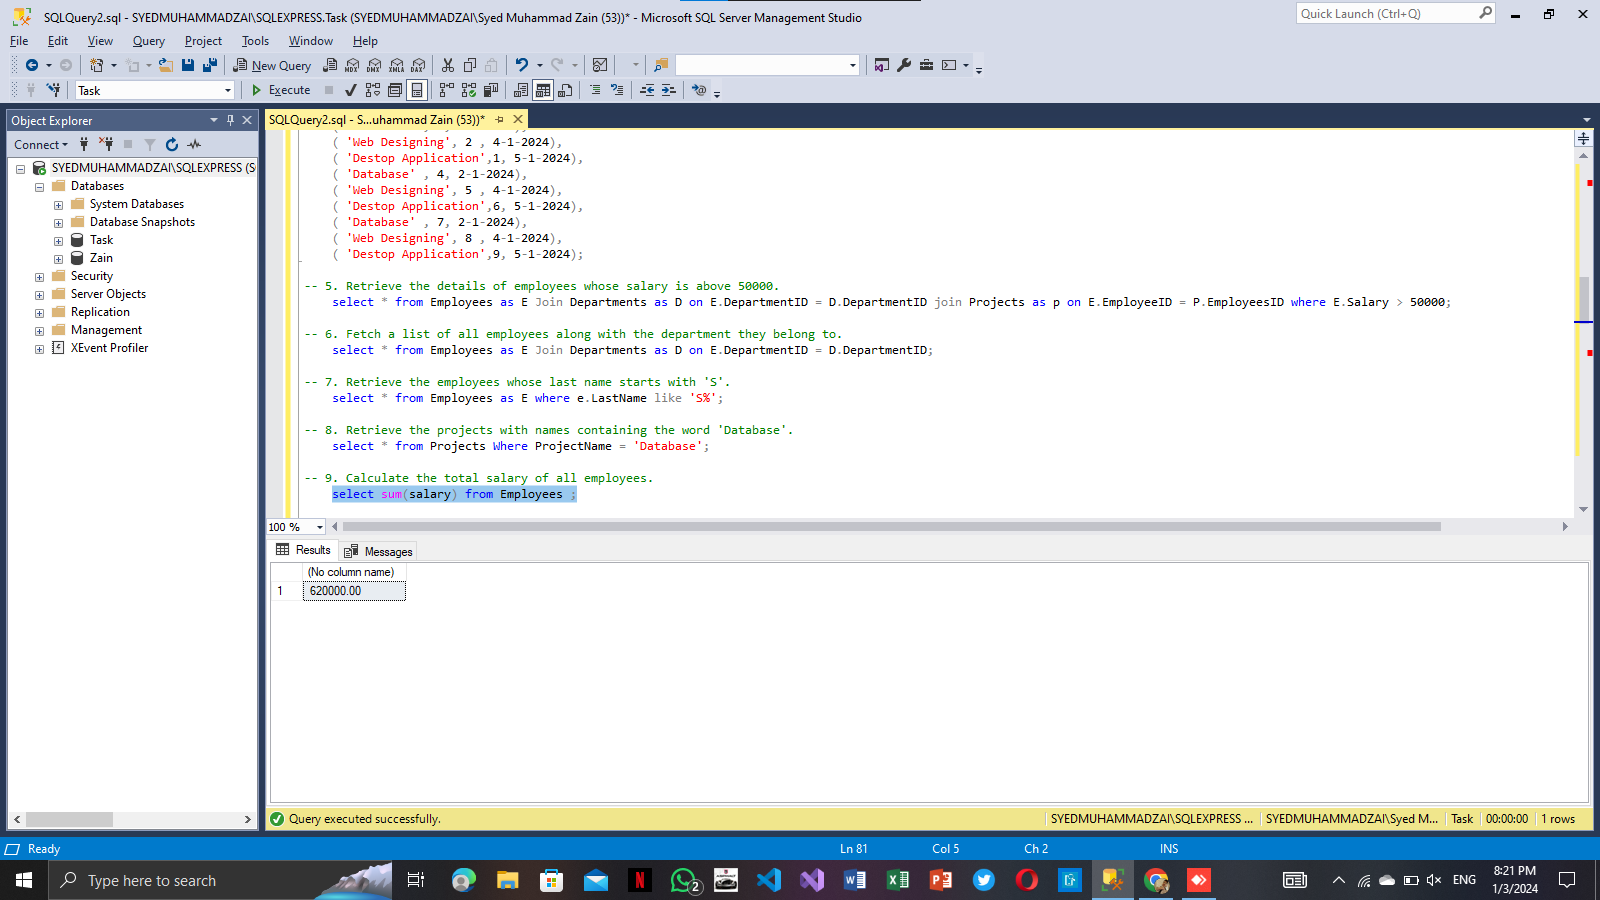 SQLQuery2.sql - SYEDMUHAMMADZAI\SQLEXPRESS.Task (SYEDMUHAMMADZAI\Syed Muhammad Zain (53))* - Microsoft SQL Server Management Studio
Quick Launch (Ctrl+Q)
File Edit View Query Project Tools Window Help
New Query MDX DMX XMLA DAX
Task Execute
Object Explorer
SQLQuery2.sql - S...uhammad Zain (53))*
Connect
SYEDMUHAMMADZAI\SQLEXPRESS (S
Databases
System Databases
Database Snapshots
Task
Zain
Security
Server Objects
Replication
Management
XEvent Profiler
( 'Web Designing', 2 , 4-1-2024),
( 'Destop Application',1, 5-1-2024),
( 'Database' , 4, 2-1-2024),
( 'Web Designing', 5 , 4-1-2024),
( 'Destop Application',6, 5-1-2024),
( 'Database' , 7, 2-1-2024),
( 'Web Designing', 8 , 4-1-2024),
( 'Destop Application',9, 5-1-2024);
-- 5. Retrieve the details of employees whose salary is above 50000.
select * from Employees as E Join Departments as D on E.DepartmentID = D.DepartmentID join Projects as p on E.EmployeeID = P.EmployeesID where E.Salary > 50000;
-- 6. Fetch a list of all employees along with the department they belong to.
select * from Employees as E Join Departments as D on E.DepartmentID = D.DepartmentID;
-- 7. Retrieve the employees whose last name starts with 'S'.
select * from Employees as E where e.LastName like 'S%';
-- 8. Retrieve the projects with names containing the word 'Database'.
select * from Projects Where ProjectName = 'Database';
-- 9. Calculate the total salary of all employees.
select sum(salary) from Employees ;
100 %
Results Messages
(No column name)
1 620000.00
Query executed successfully.
SYEDMUHAMMADZAI\SQLEXPRESS ... SYEDMUHAMMADZAI\Syed M... Task 00:00:00 1 rows
Ready Ln 81 Col 5 Ch 2 INS
Type here to search
2
ENG
8:21 PM
1/3/2024